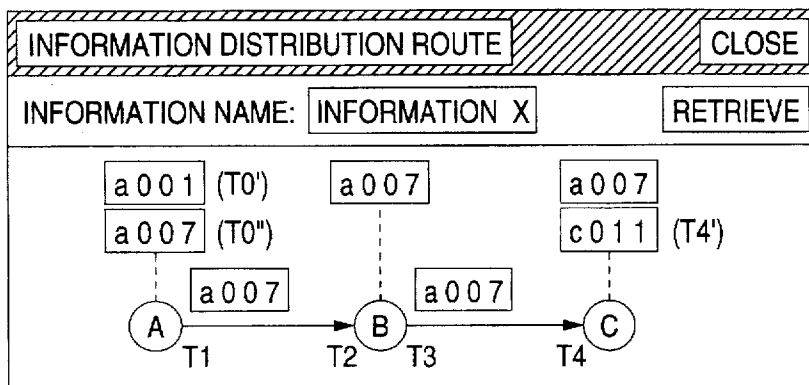 INFORMATION DISTRIBUTION ROUTE CLOSE
INFORMATION NAME: INFORMATION X RETRIEVE
a001 (T0') a007 a007
a007 (T0") c011 (T4')
a007 a007
A B C
T1 T2 T3 T4